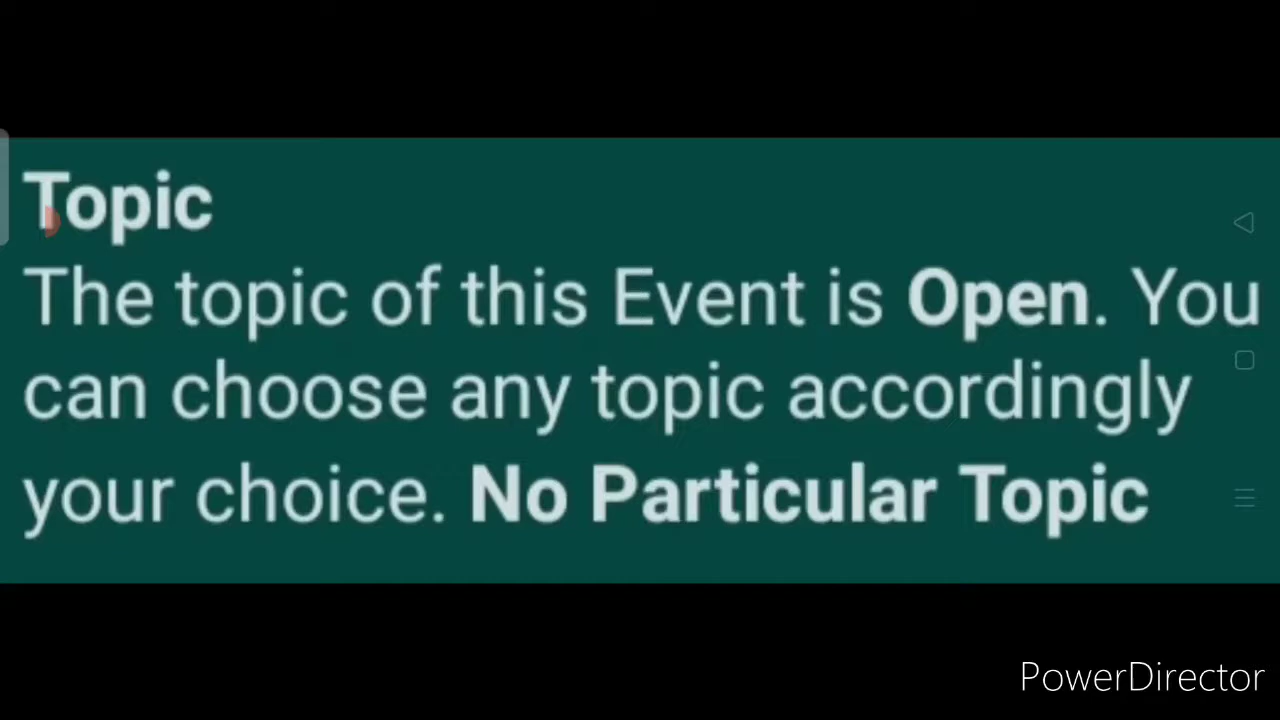 Topic
The topic of this Event is Open. You
can choose any topic accordingly
your choice. No Particular Topic
PowerDirector